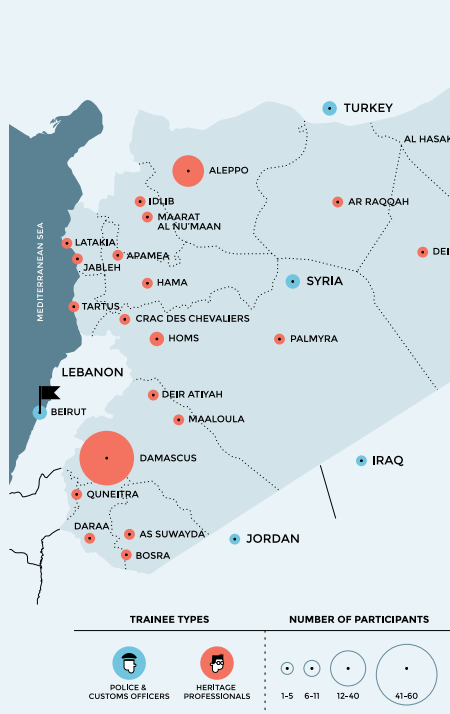 TURKEY
AL HASAK
ALEPPO
IDLIB
AR RAQQAH
MAARAT
AL NU'MAAN
MEDITERRANEAN SEA
LATAKIA
DEI
APAMEA
JABLEH
SYRIA
HAMA
TARTUS
CRAC DES CHEVALIERS
HOMS
PALMYRA
LEBANON
DEIR ATIYAH
BEIRUT
MAALOULA
DAMASCUS
IRAQ
QUNEITRA
DARAA
AS SUWAYDA
JORDAN
BOSRA
TRAINEE TYPES
NUMBER OF PARTICIPANTS
POLICE &
CUSTOMS OFFICERS
HERITAGE
PROFESSIONALS
1-5 6-11 12-40 41-60